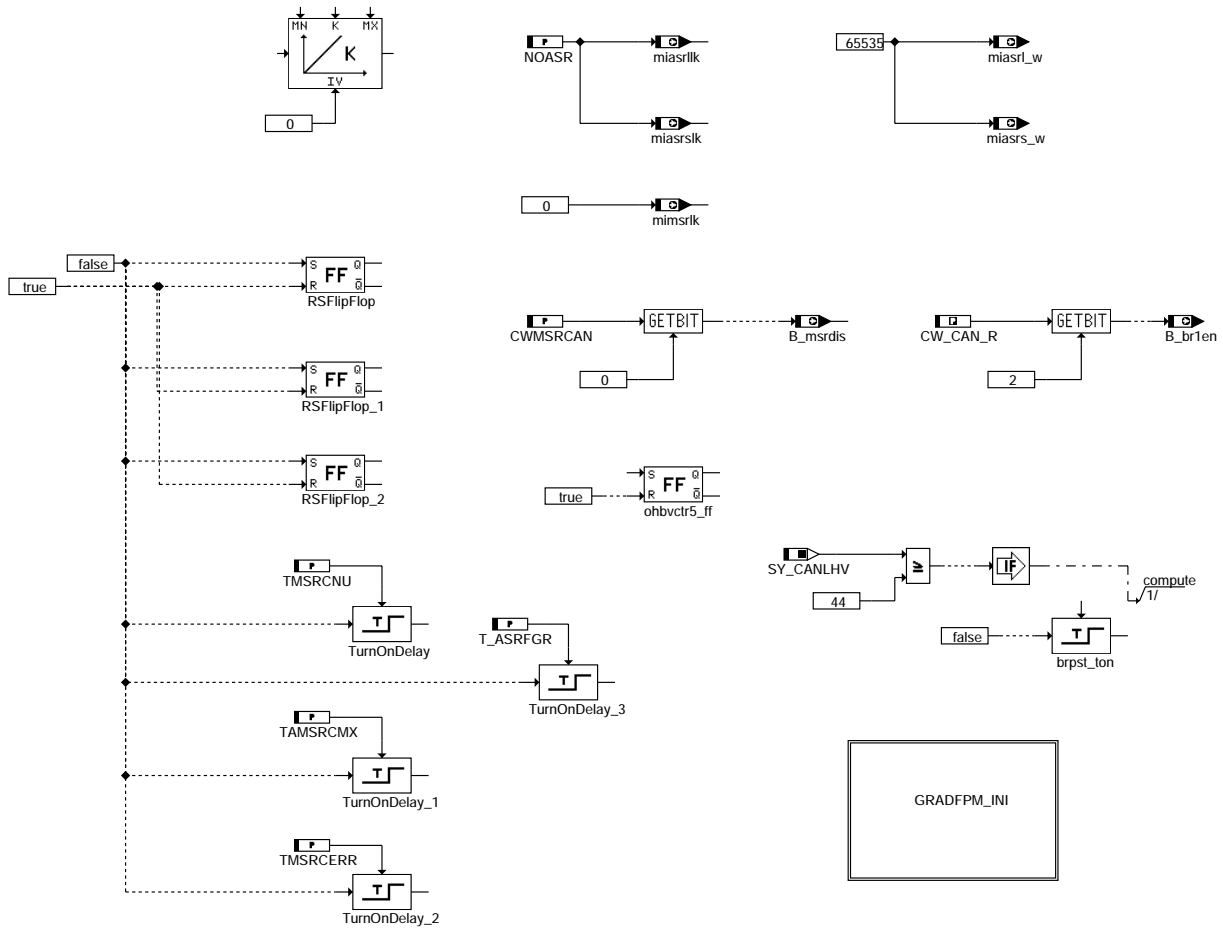 MN K MX
K
IV
0
P
NOASR
miasrllk
miasrslk
65535
miasrl_w
miasrs_w
0
mimsrlk
false
true
S Q
FF
R Q
RSFlipFlop
S Q
FF
R Q
RSFlipFlop_1
S Q
FF
R Q
RSFlipFlop_2
P
CWMSRCAN
GETBIT
B_msrdis
0
CW_CAN_R
GETBIT
B_br1en
2
true
S Q
FF
R Q
ohbvctr5_ff
SY_CANLHV
44
≥
IF
compute
1/
false
T
brpst_ton
P
TMSRCNU
T
TurnOnDelay
P
T_ASRFGR
T
TurnOnDelay_3
P
TAMSRCMX
T
TurnOnDelay_1
P
TMSRCERR
T
TurnOnDelay_2
GRADFPM_INI